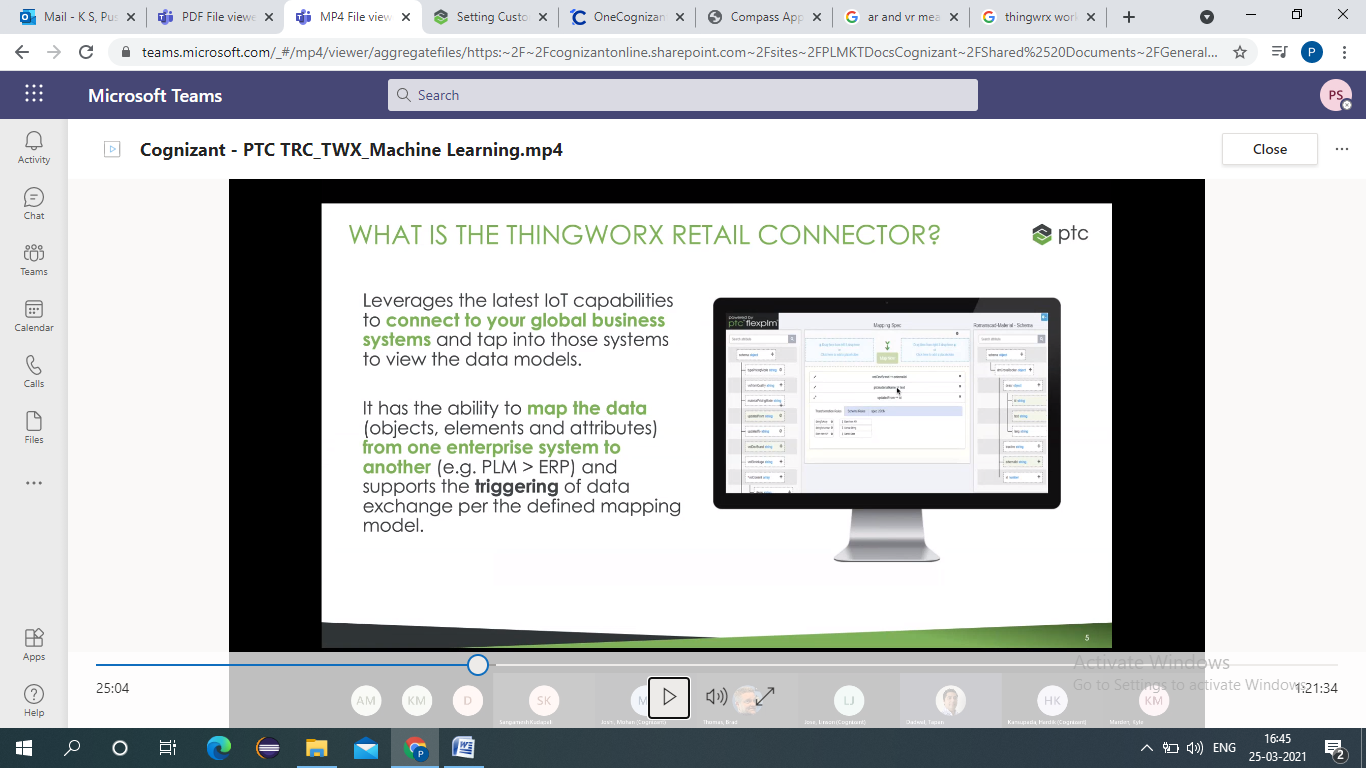 Mail - K S, Pus
PDF File viewe
MP4 File view
Setting Custo
OneCognizan
Compass App
ar and vr mea
thingwrx worl
teams.microsoft.com/_#/mp4/viewer/aggregatefiles/https:~2F~2Fcognizantonline.sharepoint.com~2Fsites~2FPLMKTDocsCognizant~2FShared%2520Documents~2FGeneral...
P
Microsoft Teams
Search
PS
Activity
Chat
Teams
Calendar
Calls
Files
Apps
Help
Cognizant - PTC TRC_TWX_Machine Learning.mp4
Close
WHAT IS THE THINGWORX RETAIL CONNECTOR?
ptc
Leverages the latest IoT capabilities
to connect to your global business
systems and tap into those systems
to view the data models.
It has the ability to map the data
(objects, elements and attributes)
from one enterprise system to
another (e.g. PLM > ERP) and
supports the triggering of data
exchange per the defined mapping
model.
powered by
ptc flexplm
Mapping Spec
5
Activate Windows
Go to Settings to activate Windows.
25:04
1:21:34
AM
KM
D
SK
LJ
HK
KM
Thomas, Brad
16:45
ENG
25-03-2021
2